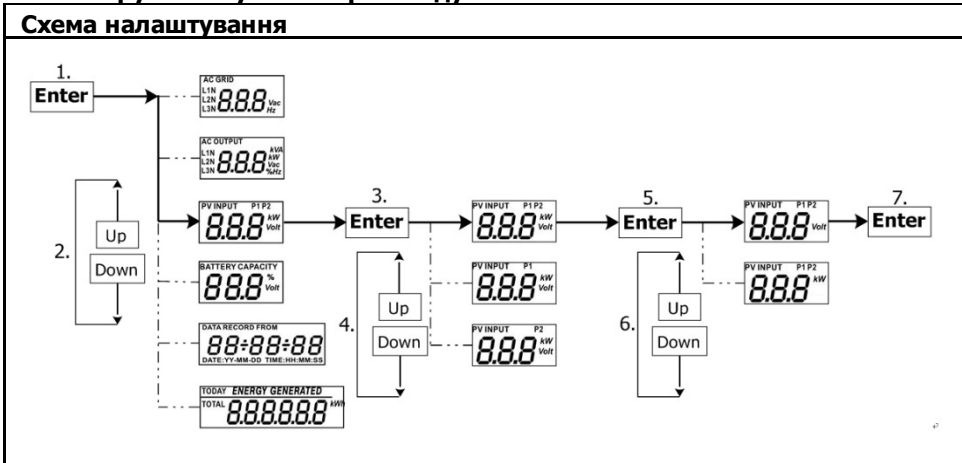 Схема налаштування
1.
Enter
AC GRID
L1N
L2N
L3N
8.8.8
Vac
Hz
AC OUTPUT
L1N
L2N
L3N
8.8.8
kVA
kW
Vac
%Hz
2.
Up
Down
PV INPUT P1 P2
8.8.8
kW
Volt
BATTERY CAPACITY
88.8
%
Volt
DATA RECORD FROM
88:88:88
DATE:YY-MM-DD TIME:HH:MM:SS
TODAY ENERGY GENERATED
TOTAL 8.8.8.8.8.8 kWh
3.
Enter
4.
Up
Down
PV INPUT P1 P2
8.8.8
kW
Volt
PV INPUT P1
8.8.8
kW
Volt
PV INPUT P2
8.8.8
kW
Volt
5.
Enter
6.
Up
Down
PV INPUT P1 P2
8.8.8
Volt
PV INPUT P1 P2
8.8.8
kW
7.
Enter